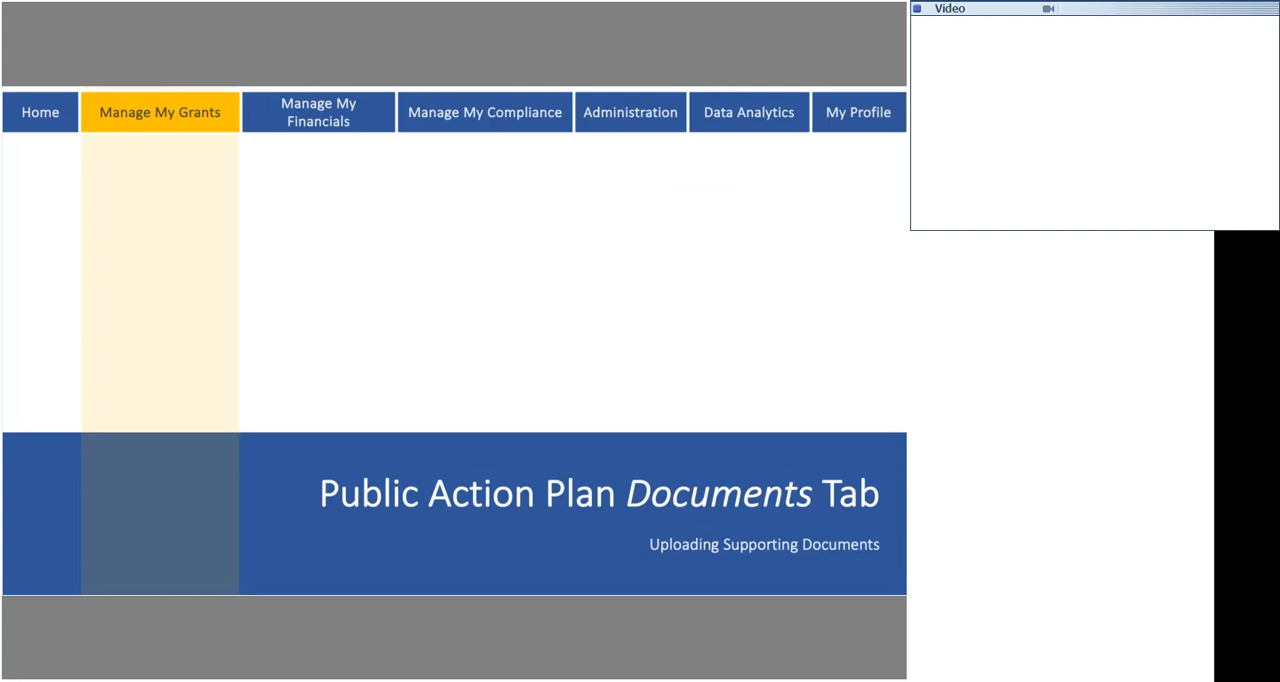 Video
Home
Manage My Grants
Manage My
Financials
Manage My Compliance
Administration
Data Analytics
My Profile
Public Action Plan Documents Tab
Uploading Supporting Documents